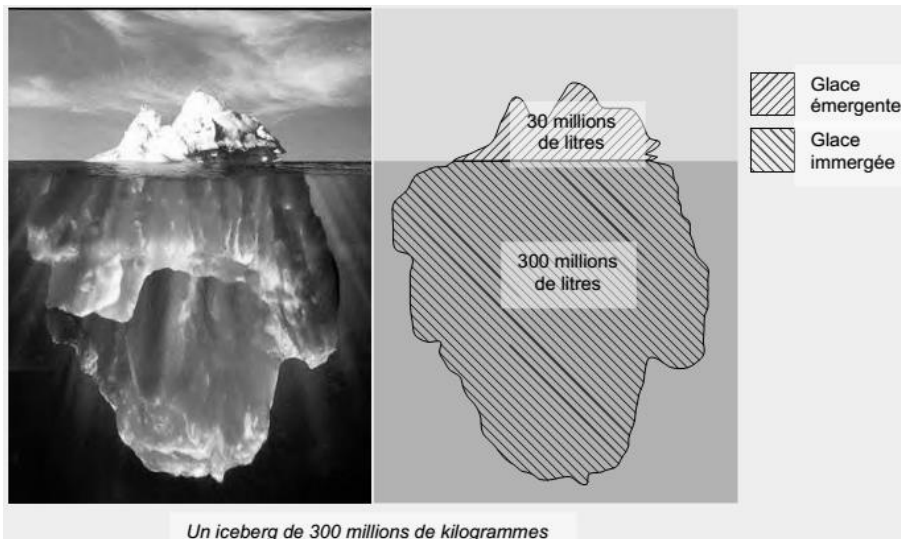 30 millions
de litres
300 millions
de litres
Glace
émergente
Glace
immergée
Un iceberg de 300 millions de kilogrammes